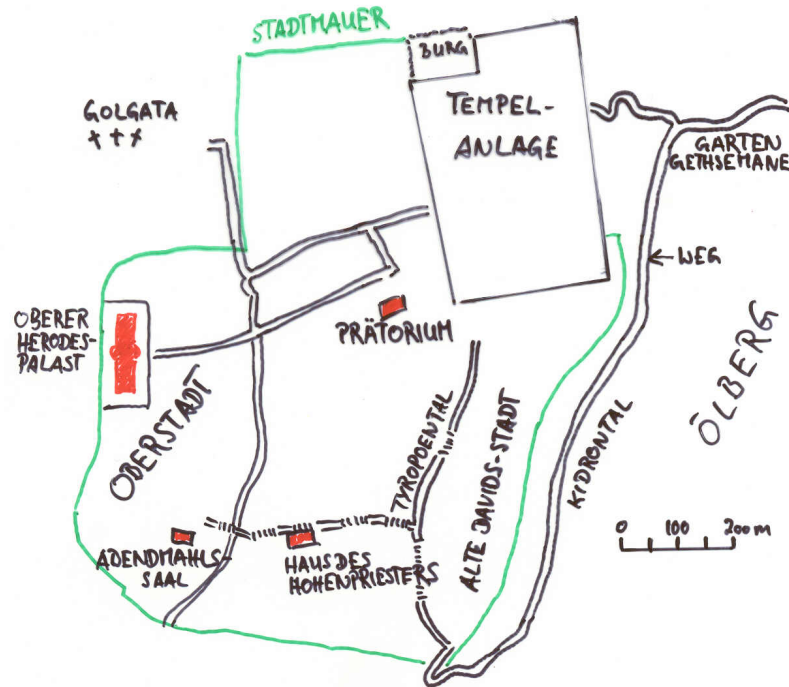 STADTMAUER
BURG
GOLGATA
TEMPEL-
ANLAGE
GARTEN
GETHSEMANE
WEG
OBERER
HERODES-
PALAST
PRÄTORIUM
ÖLBERG
OBERSTADT
TYROPOENTAL
ALTE DAVIDS-STADT
KIDRONTAL
0 100 200m
ABENDMAHLS
SAAL
HAUS DES
HOHENPRIESTERS